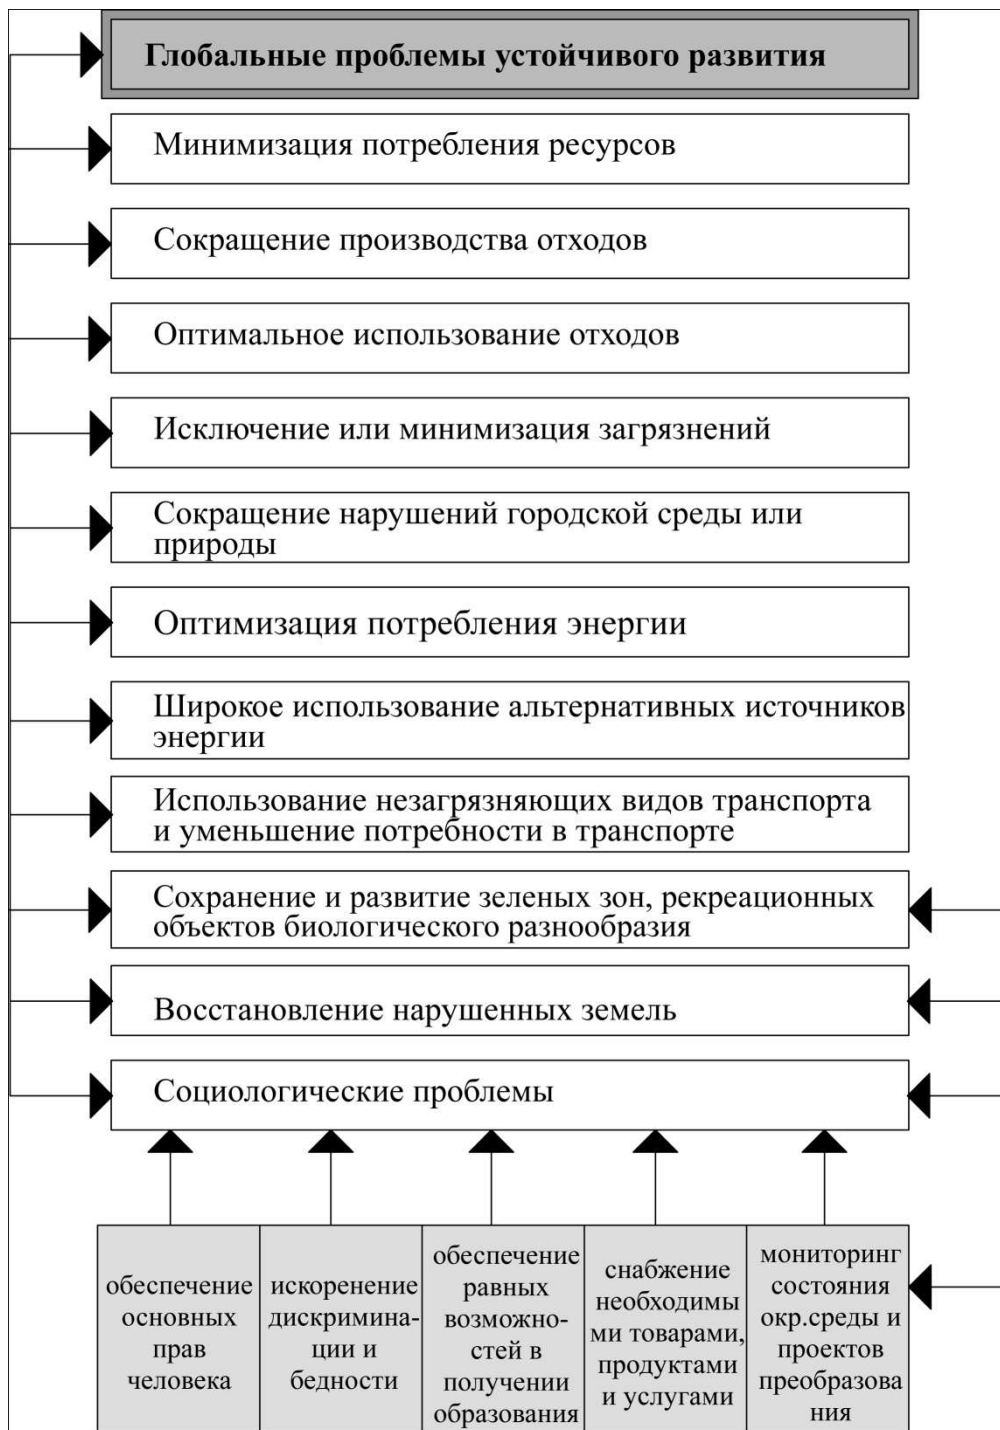 Глобальные проблемы устойчивого развития
Минимизация потребления ресурсов
Сокращение производства отходов
Оптимальное использование отходов
Исключение или минимизация загрязнений
Сокращение нарушений городской среды или
природы
Оптимизация потребления энергии
Широкое использование альтернативных источников
энергии
Использование незагрязняющих видов транспорта
и уменьшение потребности в транспорте
Сохранение и развитие зеленых зон, рекреационных
объектов биологического разнообразия
Восстановление нарушенных земель
Социологические проблемы
обеспечение
основных
прав
человека
искоренение
дискримина-
ции и
бедности
обеспечение
равных
возможно-
стей в
получении
образования
снабжение
необходимы
ми товарами,
продуктами
и услугами
мониторинг
состояния
окр.среды и
проектов
преобразова
ния